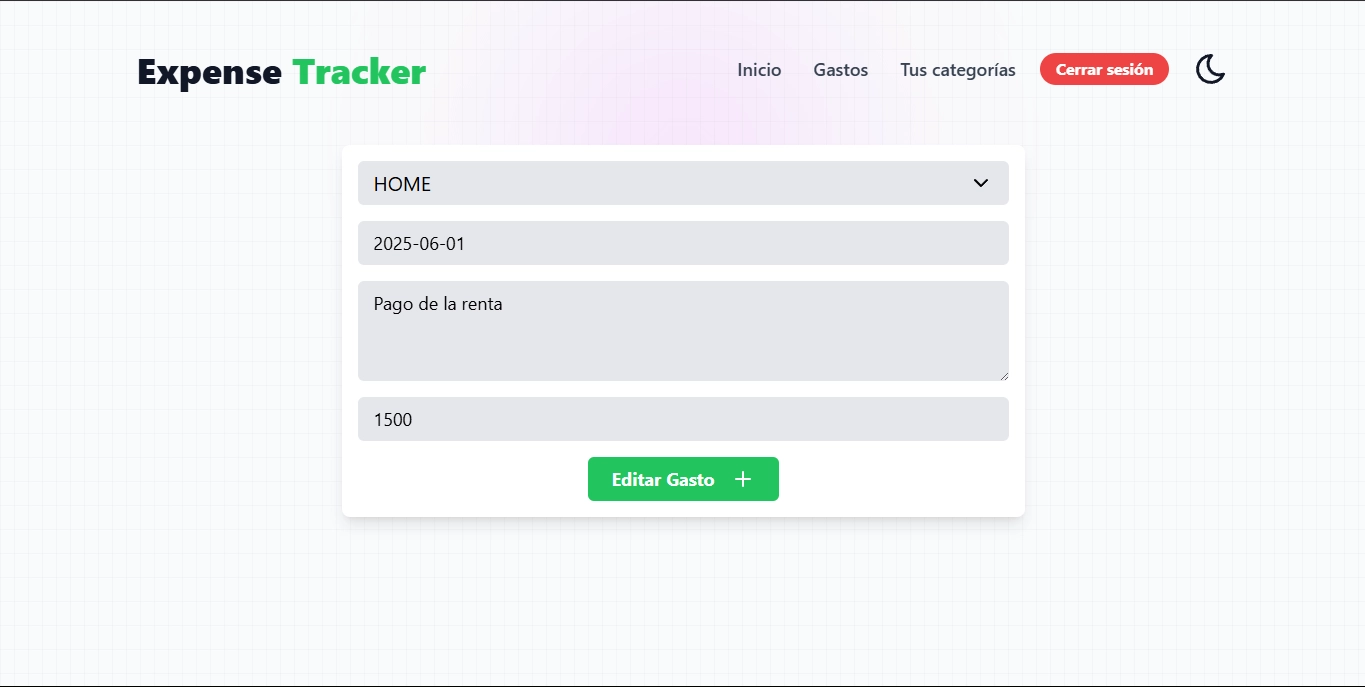 Expense Tracker
Inicio
Gastos
Tus categorías
Cerrar sesión
HOME
2025-06-01
Pago de la renta
1500
Editar Gasto